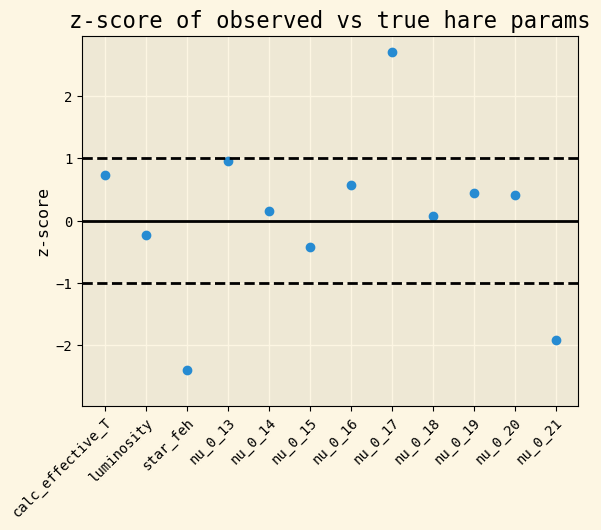 z-score of observed vs true hare params
z-score
2
1
0
−1
−2
calc_effective_T
luminosity
star_feh
nu_0_13
nu_0_14
nu_0_15
nu_0_16
nu_0_17
nu_0_18
nu_0_19
nu_0_20
nu_0_21